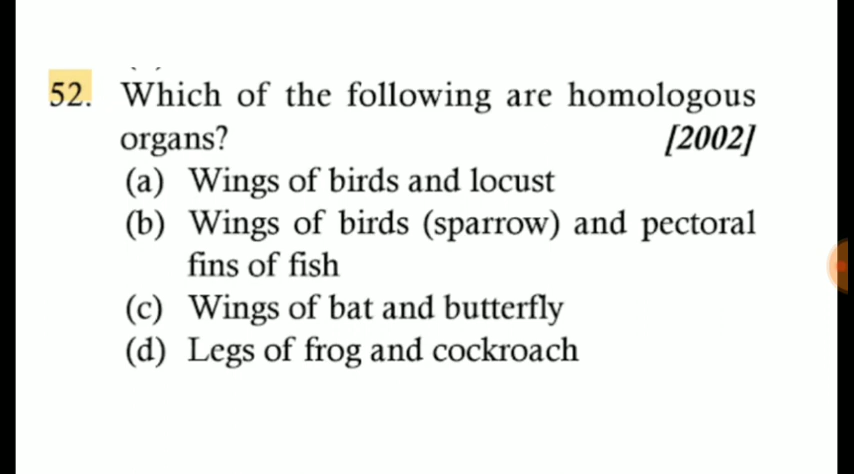 52. Which of the following are homologous
organs? [2002]
(a) Wings of birds and locust
(b) Wings of birds (sparrow) and pectoral
fins of fish
(c) Wings of bat and butterfly
(d) Legs of frog and cockroach